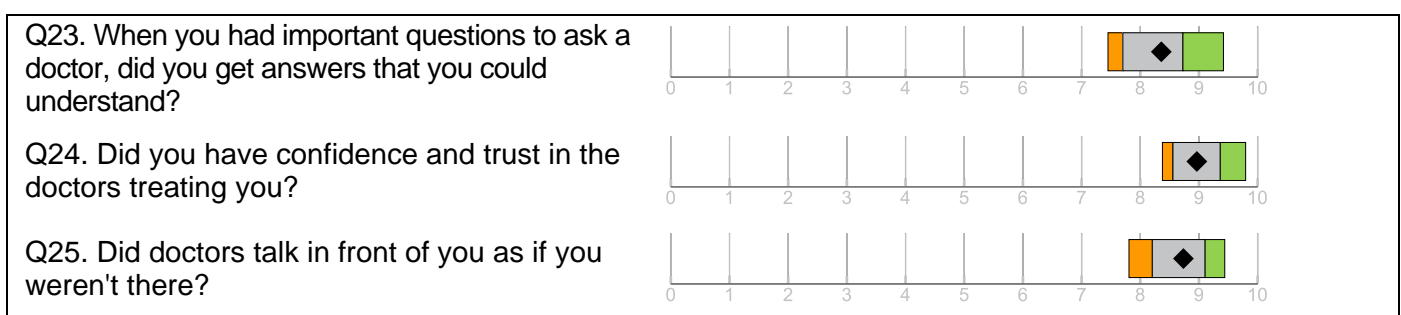 Q23. When you had important questions to ask a
doctor, did you get answers that you could
understand?
0 1 2 3 4 5 6 7 8 9 10
Q24. Did you have confidence and trust in the
doctors treating you?
0 1 2 3 4 5 6 7 8 9 10
Q25. Did doctors talk in front of you as if you
weren't there?
0 1 2 3 4 5 6 7 8 9 10